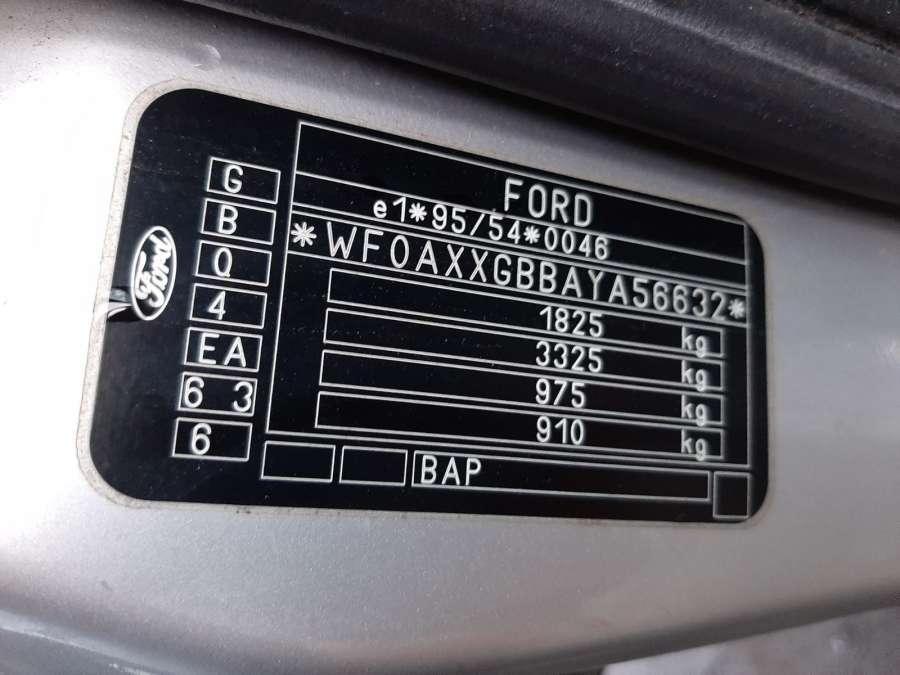 Ford
G
B
Q
4
EA
6 3
6
FORD
e1*95/54*0046
*WF0AXXGBBAYA56632*
1825 kg
3325 kg
975 kg
910 kg
BAP